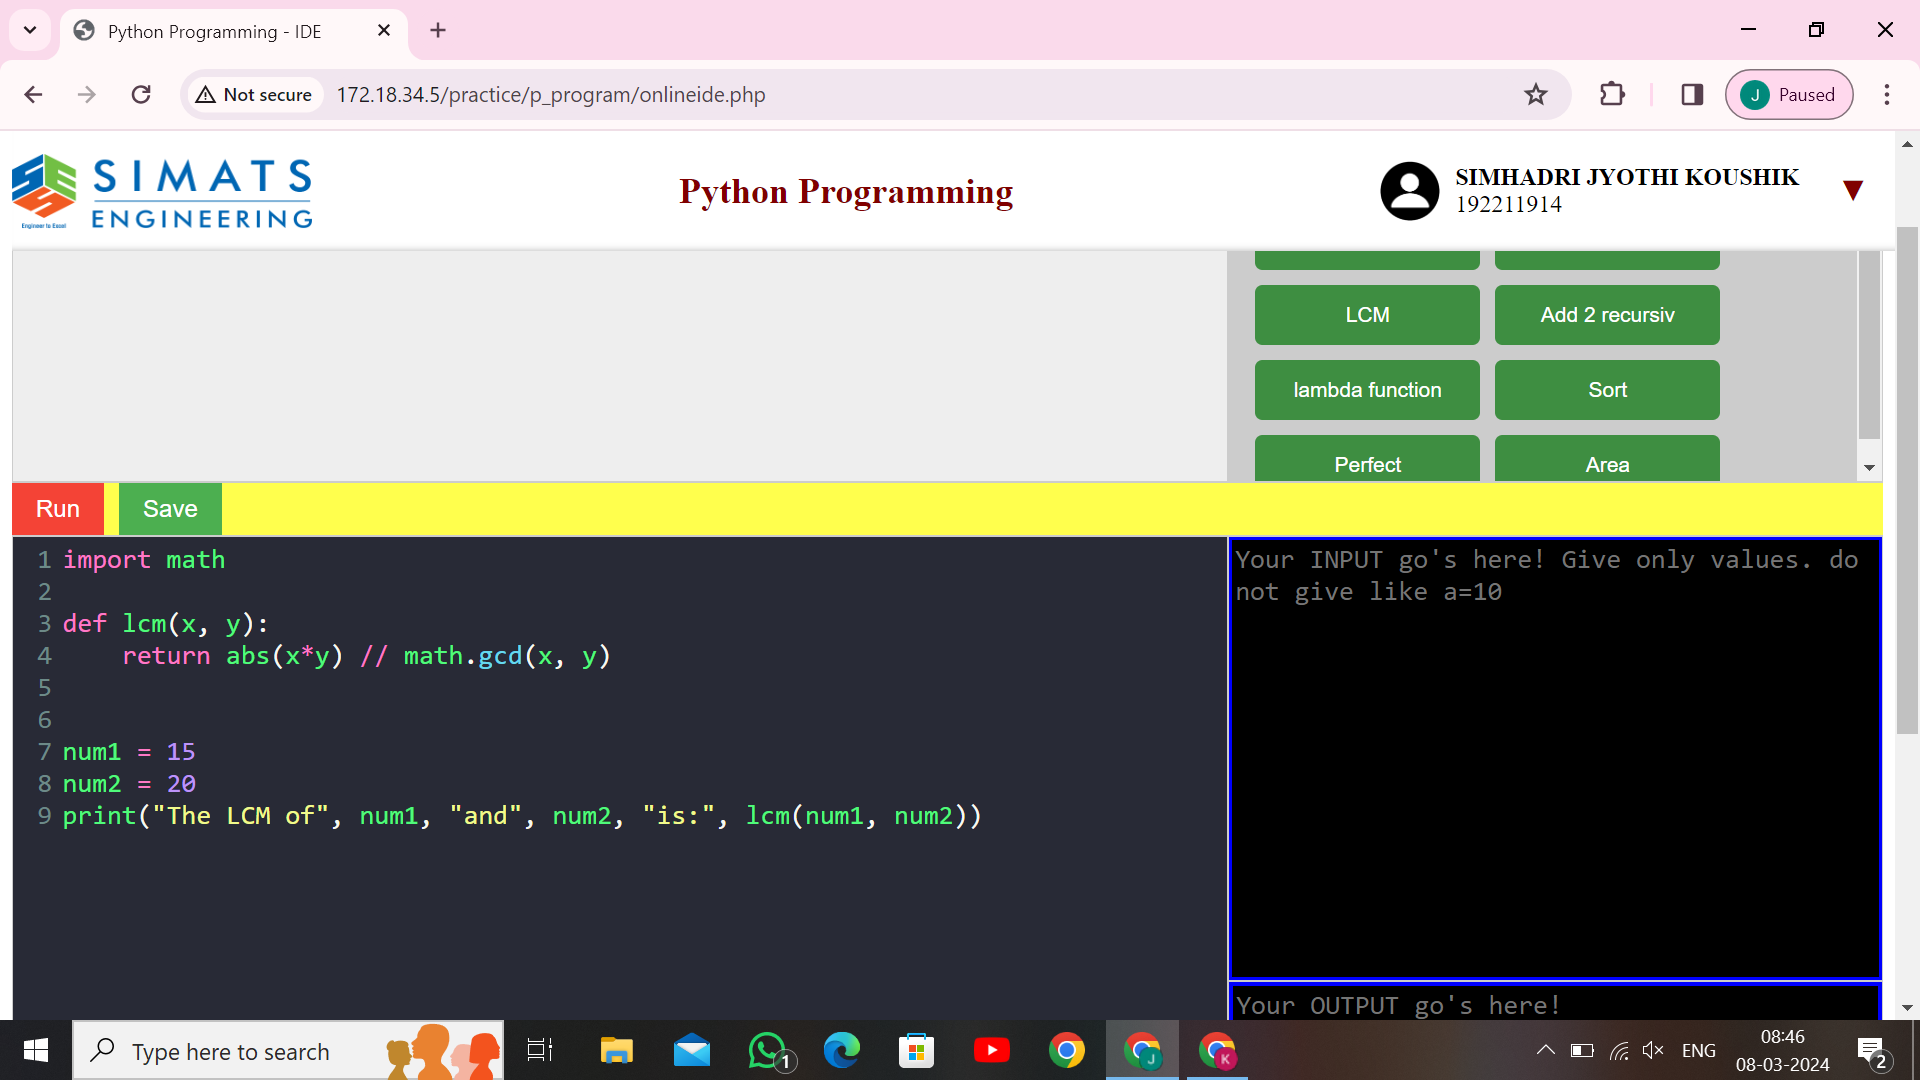 Python Programming - IDE
Not secure
172.18.34.5/practice/p_program/onlineide.php
J
Paused
SIMATS
ENGINEERING
Engineer to Excel
Python Programming
SIMHADRI JYOTHI KOUSHIK
192211914
LCM
Add 2 recursiv
lambda function
Sort
Perfect
Area
Run
Save
1 import math
2
3 def lcm(x, y):
4     return abs(x*y) // math.gcd(x, y)
5
6
7 num1 = 15
8 num2 = 20
9 print("The LCM of", num1, "and", num2, "is:", lcm(num1, num2))
Your INPUT go's here! Give only values. do
not give like a=10
Your OUTPUT go's here!
Type here to search
1
J
K
ENG
08:46
08-03-2024
2